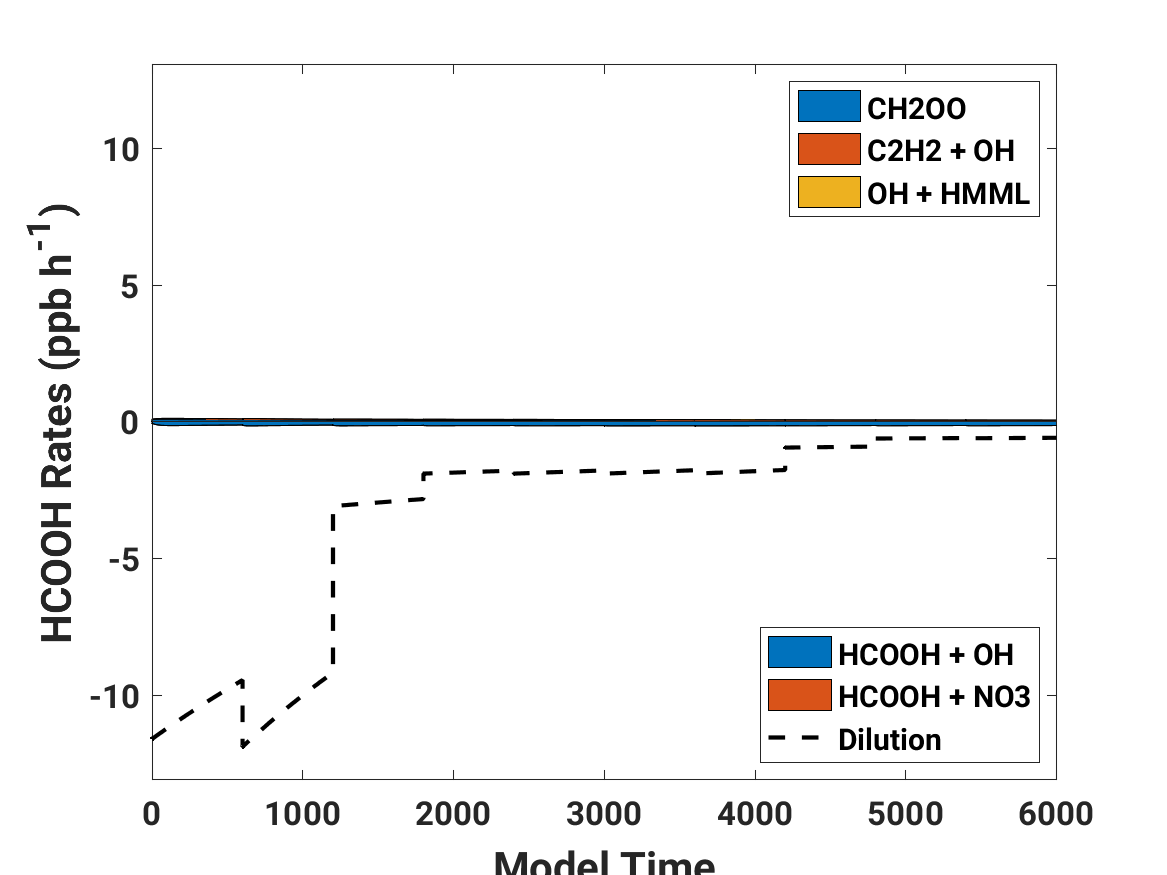 HCOOH Rates (ppb h-1)
10
5
0
-5
-10
CH2OO
C2H2 + OH
OH + HMML
HCOOH + OH
HCOOH + NO3
Dilution
0 1000 2000 3000 4000 5000 6000
Model Time